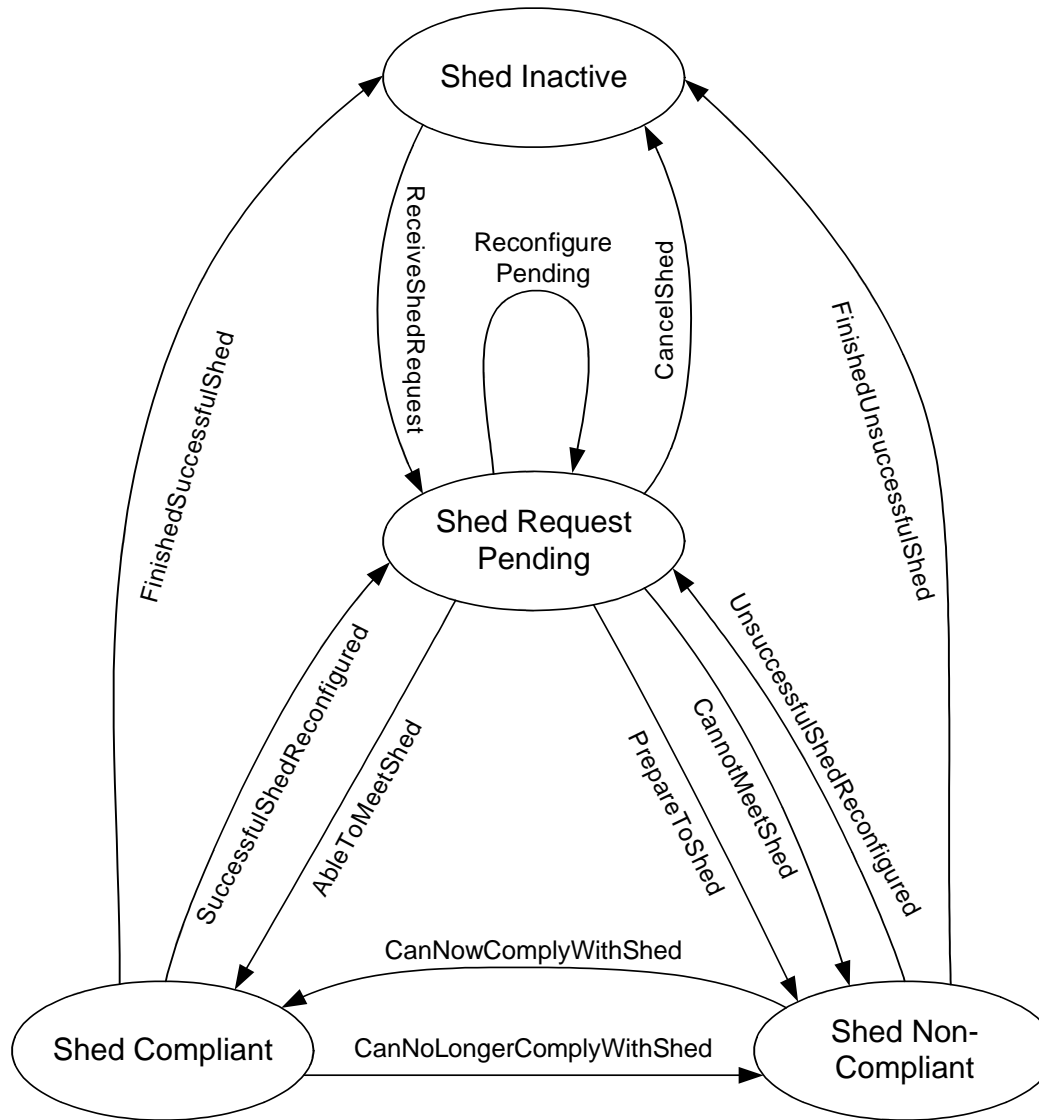 Shed Inactive
ReceiveShedRequest
Reconfigure
Pending
CancelShed
FinishedSuccessfulShed
FinishedUnsuccessfulShed
Shed Request
Pending
SuccessfulShedReconfigured
AbleToMeetShed
PrepareToShed
CannotMeetShed
UnsuccessfulShedReconfigured
CanNowComplyWithShed
Shed Compliant
CanNoLongerComplyWithShed
Shed Non-
Compliant